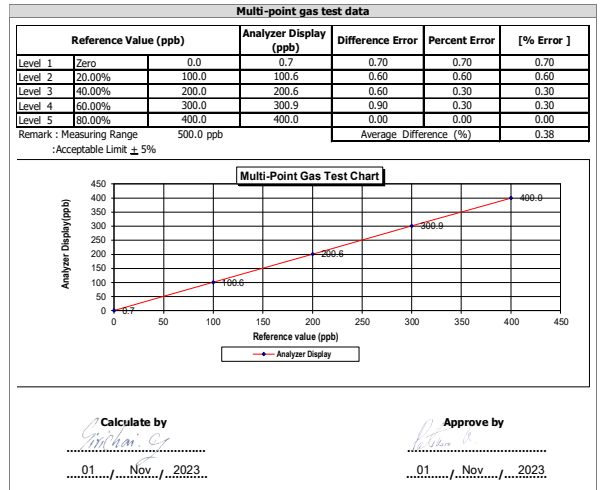 Multi-point gas test data
Reference Value (ppb) Analyzer Display (ppb) Difference Error Percent Error [% Error ]
Level 1 Zero 0.0 0.7 0.70 0.70 0.70
Level 2 20.00% 100.0 100.6 0.60 0.60 0.60
Level 3 40.00% 200.0 200.6 0.60 0.30 0.30
Level 4 60.00% 300.0 300.9 0.90 0.30 0.30
Level 5 80.00% 400.0 400.0 0.00 0.00 0.00
Remark : Measuring Range 500.0 ppb Average Difference (%) 0.38
:Acceptable Limit ± 5%
Multi-Point Gas Test Chart
Analyzer Display(ppb)
450
400
350
300
250
200
150
100
50
0
0.7
100.6
200.6
300.9
400.0
0 50 100 150 200 250 300 350 400 450
Reference value (ppb)
Analyzer Display
Calculate by Approve by
01 / Nov / 2023 01 / Nov / 2023